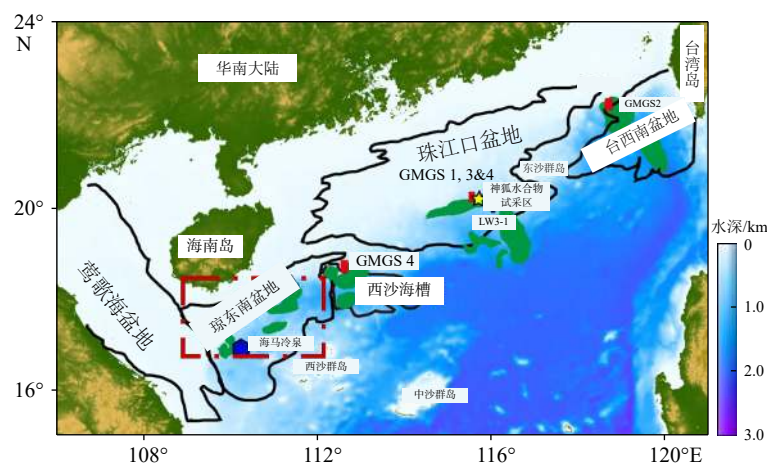 24°
N
20°
16°
108°
112°
116°
120°E
华南大陆
台湾岛
GMGS2
台西南盆地
珠江口盆地
东沙群岛
GMGS 1, 3&4
神狐水合物
试采区
LW3-1
海南岛
GMGS 4
西沙海槽
莺歌海盆地
琼东南盆地
海马冷泉
西沙群岛
中沙群岛
水深/km
0
1.0
2.0
3.0